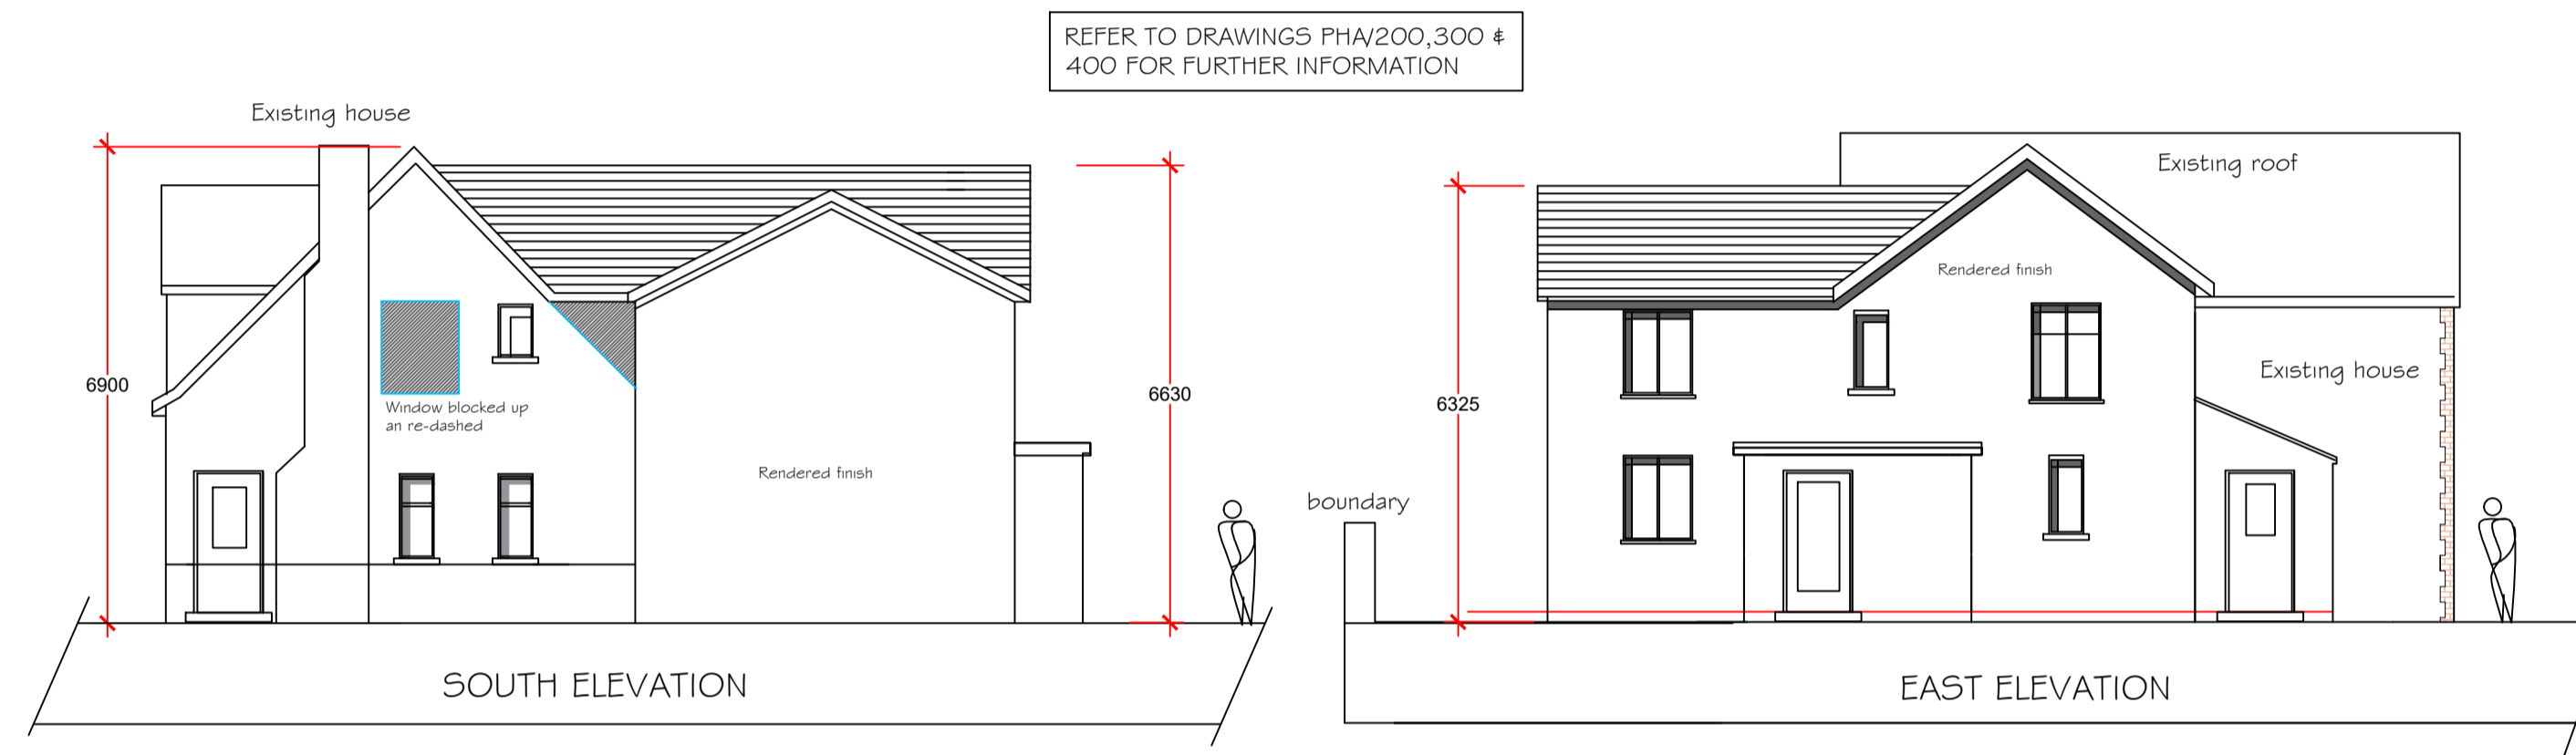 REFER TO DRAWINGS PHA/200,300 &
400 FOR FURTHER INFORMATION
Existing house
6900
Window blocked up
an re-dashed
Rendered finish
6630
SOUTH ELEVATION
boundary
6325
Existing roof
Rendered finish
Existing house
EAST ELEVATION